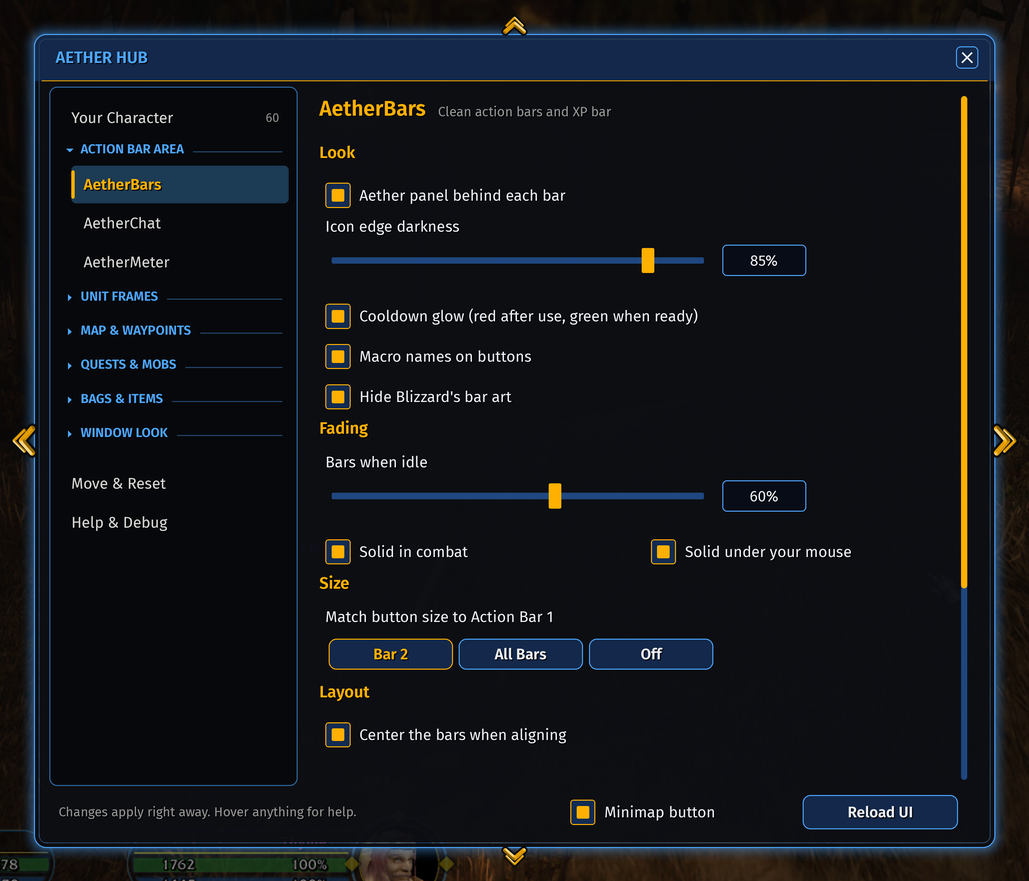 AETHER HUB
Your Character 60
ACTION BAR AREA
AetherBars
AetherChat
AetherMeter
UNIT FRAMES
MAP & WAYPOINTS
QUESTS & MOBS
BAGS & ITEMS
WINDOW LOOK
Move & Reset
Help & Debug
AetherBars Clean action bars and XP bar
Look
Aether panel behind each bar
Icon edge darkness
85%
Cooldown glow (red after use, green when ready)
Macro names on buttons
Hide Blizzard's bar art
Fading
Bars when idle
60%
Solid in combat Solid under your mouse
Size
Match button size to Action Bar 1
Bar 2 All Bars Off
Layout
Center the bars when aligning
Changes apply right away. Hover anything for help. Minimap button Reload UI
78 1762 100%